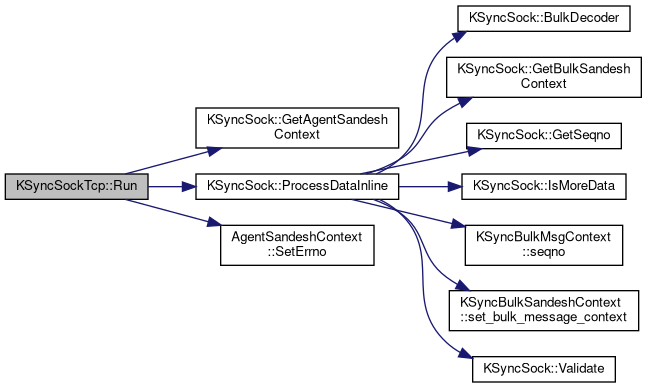 KSyncSock::BulkDecoder
KSyncSock::GetBulkSandesh
Context
KSyncSock::GetAgentSandesh
Context
KSyncSock::GetSeqno
KSyncSockTcp::Run
KSyncSock::ProcessDataInline
KSyncSock::IsMoreData
AgentSandeshContext
::SetErrno
KSyncBulkMsgContext
::seqno
KSyncBulkSandeshContext
::set_bulk_message_context
KSyncSock::Validate